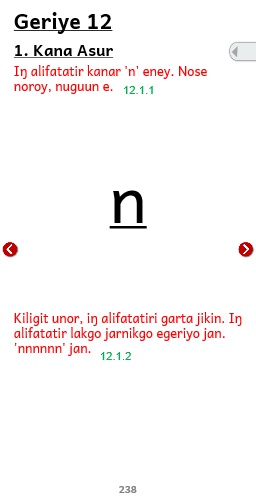 Geriye 12
1. Kana Asur
Iŋ alifatatir kanar 'n' eney. Nose
noroy, nuguun e. 12.1.1
n
Kiligit unor, iŋ alifatatiri garta jikin. Iŋ
alifatatir lakgo jarnikgo egeriyo jan.
'nnnnnn' jan. 12.1.2
238